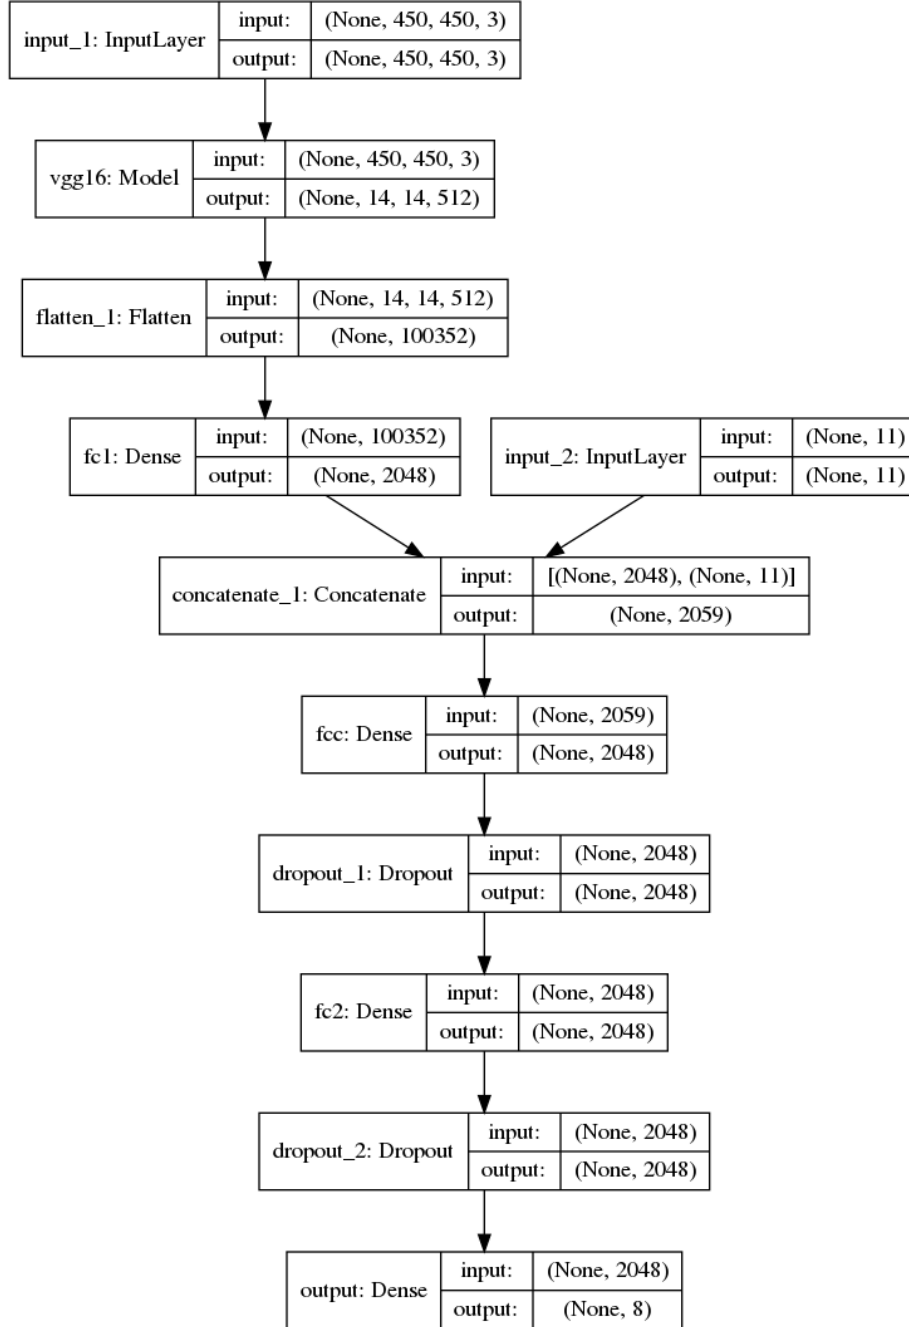 input_1: InputLayer
input: (None, 450, 450, 3)
output: (None, 450, 450, 3)
vgg16: Model
input: (None, 450, 450, 3)
output: (None, 14, 14, 512)
flatten_1: Flatten
input: (None, 14, 14, 512)
output: (None, 100352)
fc1: Dense
input: (None, 100352)
output: (None, 2048)
input_2: InputLayer
input: (None, 11)
output: (None, 11)
concatenate_1: Concatenate
input: [(None, 2048), (None, 11)]
output: (None, 2059)
fcc: Dense
input: (None, 2059)
output: (None, 2048)
dropout_1: Dropout
input: (None, 2048)
output: (None, 2048)
fc2: Dense
input: (None, 2048)
output: (None, 2048)
dropout_2: Dropout
input: (None, 2048)
output: (None, 2048)
output: Dense
input: (None, 2048)
output: (None, 8)